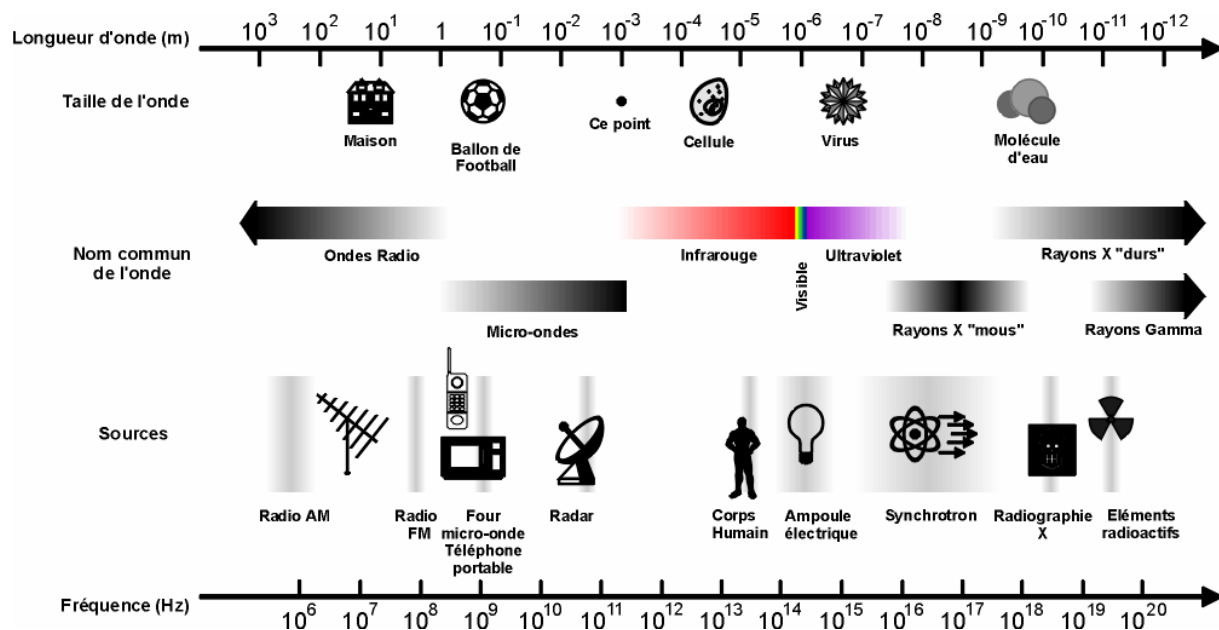 Longueur d'onde (m)
10³ 10² 10¹ 1 10⁻¹ 10⁻² 10⁻³ 10⁻⁴ 10⁻⁵ 10⁻⁶ 10⁻⁷ 10⁻⁸ 10⁻⁹ 10⁻¹⁰ 10⁻¹¹ 10⁻¹²
Taille de l'onde
Maison
Ballon de
Football
Ce point
Cellule
Virus
Molécule
d'eau
Nom commun
de l'onde
Ondes Radio
Infrarouge
Visible
Ultraviolet
Rayons X "durs"
Micro-ondes
Rayons X "mous"
Rayons Gamma
Sources
Radio AM
Radio
FM
Four
micro-onde
Téléphone
portable
Radar
Corps
Humain
Ampoule
électrique
Synchrotron
Radiographie
X
Eléments
radioactifs
Fréquence (Hz)
10⁶ 10⁷ 10⁸ 10⁹ 10¹⁰ 10¹¹ 10¹² 10¹³ 10¹⁴ 10¹⁵ 10¹⁶ 10¹⁷ 10¹⁸ 10¹⁹ 10²⁰